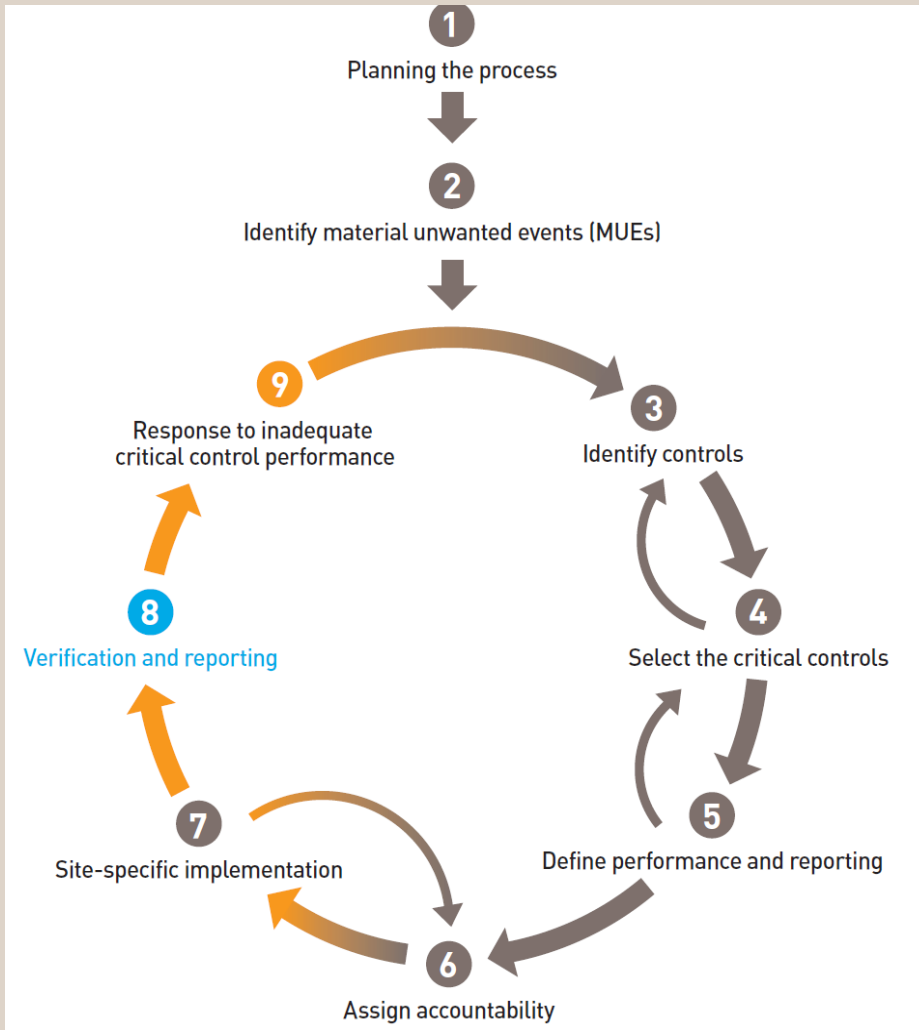 1
Planning the process
2
Identify material unwanted events (MUEs)
9
Response to inadequate
critical control performance
3
Identify controls
4
Select the critical controls
8
Verification and reporting
5
Define performance and reporting
7
Site-specific implementation
6
Assign accountability